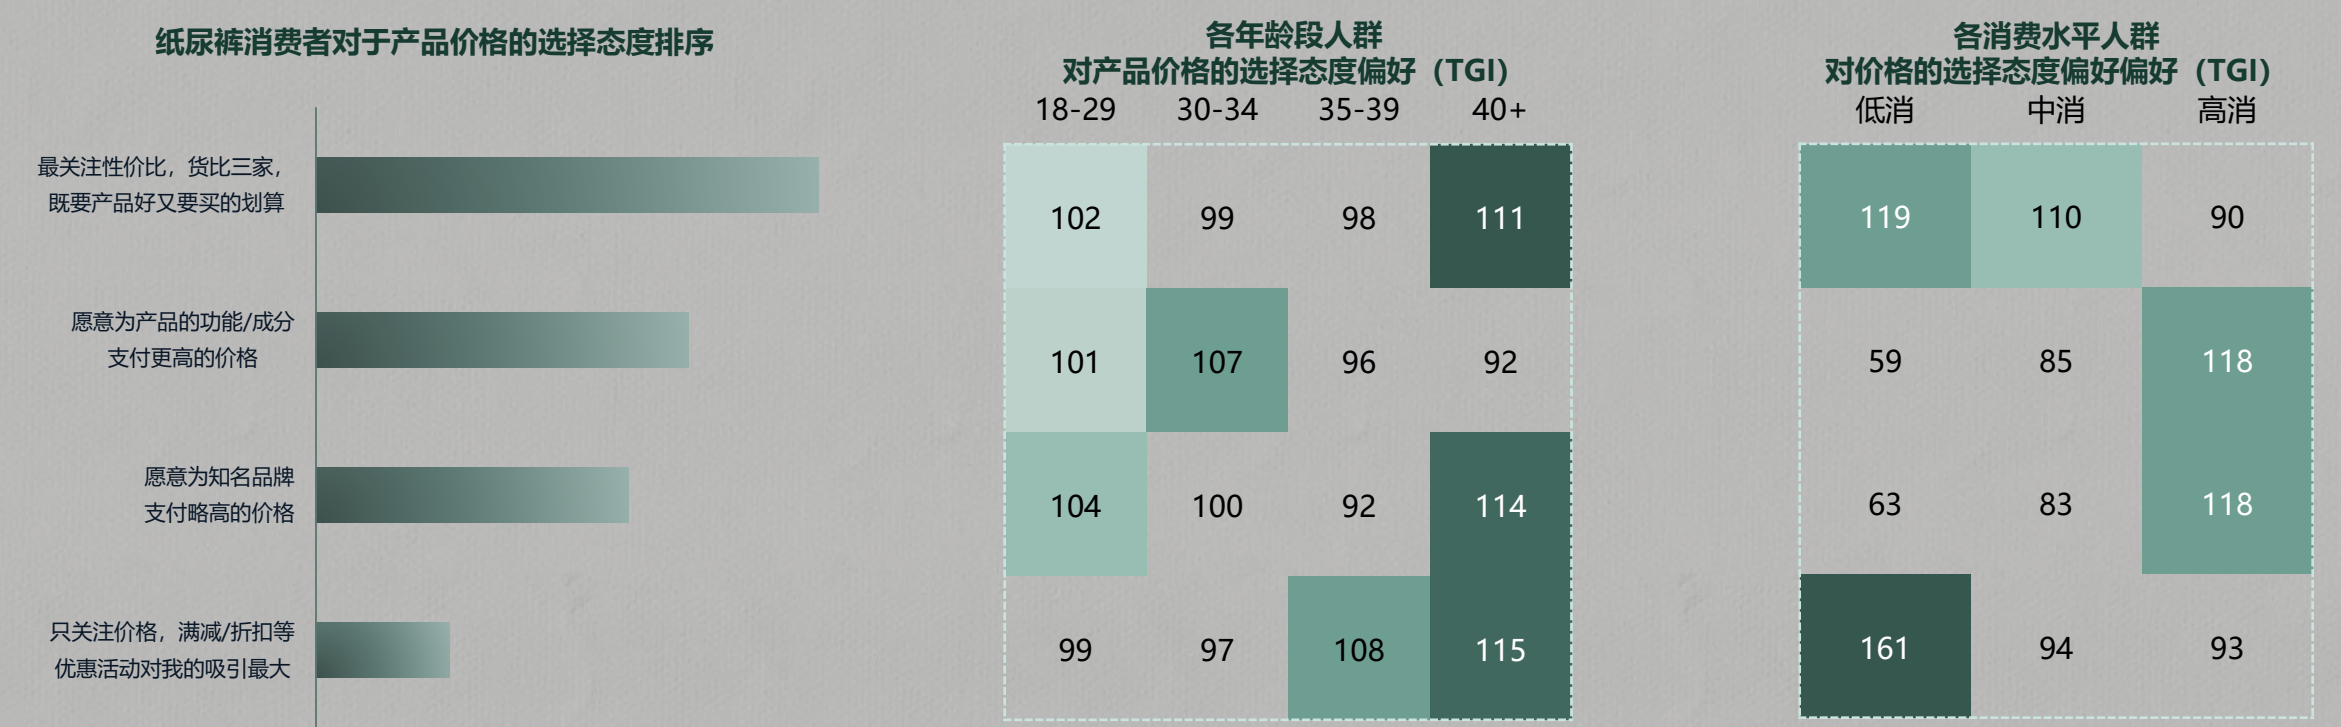 纸尿裤消费者对于产品价格的选择态度排序
最关注性价比，货比三家，
既要产品好又要买的划算
愿意为产品的功能/成分
支付更高的价格
愿意为知名品牌
支付略高的价格
只关注价格，满减/折扣等
优惠活动对我的吸引最大
各年龄段人群
对产品价格的选择态度偏好（TGI）
18-29 30-34 35-39 40+
102 99 98 111
101 107 96 92
104 100 92 114
99 97 108 115
各消费水平人群
对价格的选择态度偏好偏好（TGI）
低消 中消 高消
119 110 90
59 85 118
63 83 118
161 94 93